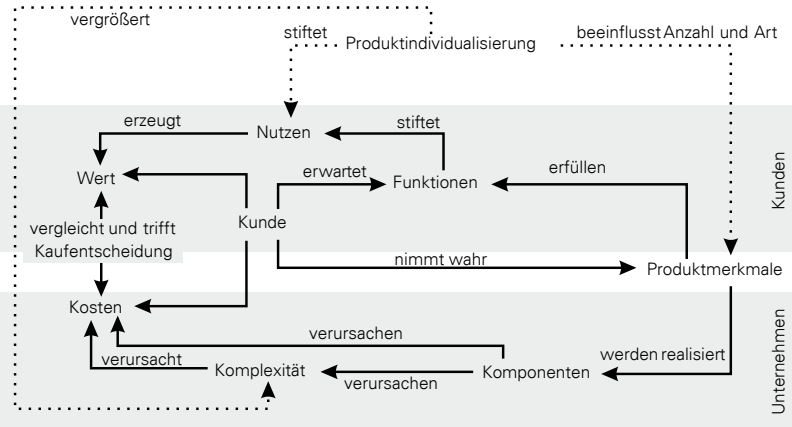 vergrößert
stiftet
Produktindividualisierung
beeinflusst Anzahl und Art
erzeugt
Nutzen
stiftet
Wert
erwartet
Funktionen
erfüllen
Kunden
vergleicht und trifft
Kaufentscheidung
Kunde
nimmt wahr
Produktmerkmale
Kosten
verursachen
verursacht
Komplexität
verursachen
Komponenten
werden realisiert
Unternehmen